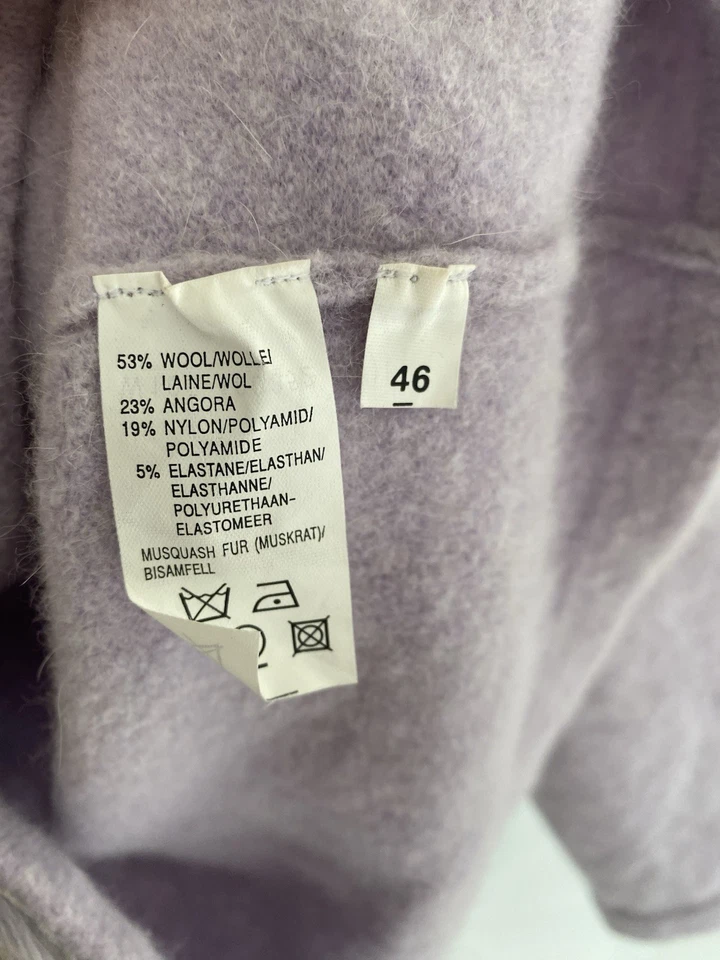 53% WOOL/WOLLE/
LAINE/WOL
23% ANGORA
19% NYLON/POLYAMID/
POLYAMIDE
5% ELASTANE/ELASTHAN/
ELASTHANNE/
POLYURETHAAN-
ELASTOMEER
MUSQUASH FUR (MUSKRAT)/
BISAMFELL
46